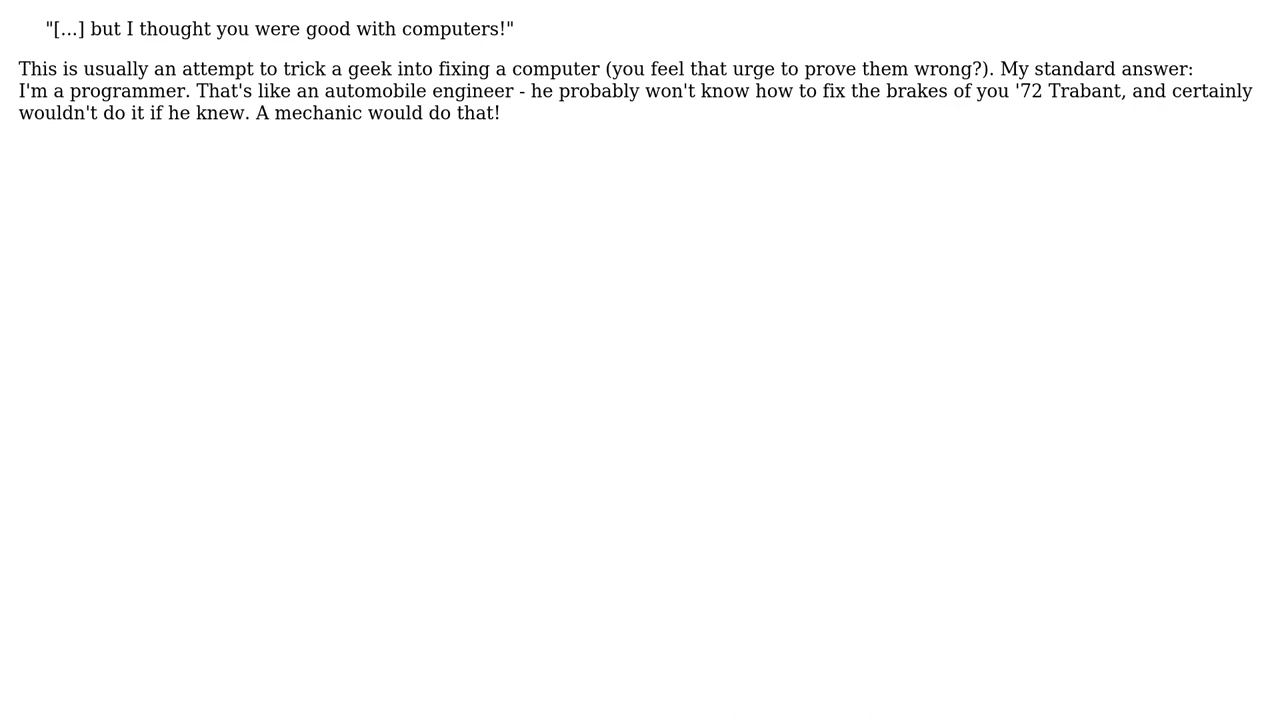 "[...] but I thought you were good with computers!"
This is usually an attempt to trick a geek into fixing a computer (you feel that urge to prove them wrong?). My standard answer:
I'm a programmer. That's like an automobile engineer - he probably won't know how to fix the brakes of you '72 Trabant, and certainly
wouldn't do it if he knew. A mechanic would do that!